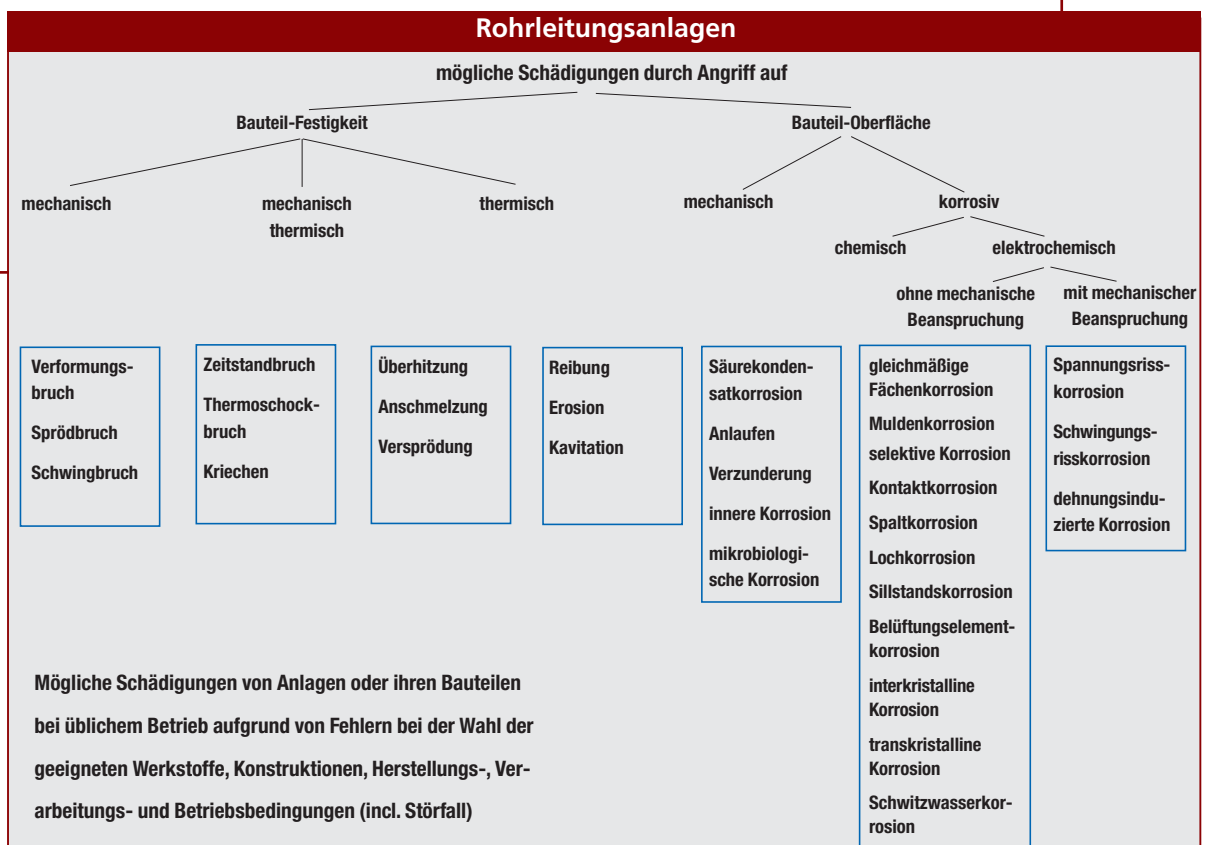 Rohrleitungsanlagen
mögliche Schädigungen durch Angriff auf
Bauteil-Festigkeit
Bauteil-Oberfläche
mechanisch
mechanisch
thermisch
thermisch
mechanisch
korrosiv
chemisch
elektrochemisch
ohne mechanische
Beanspruchung
mit mechanischer
Beanspruchung
Verformungs-
bruch
Sprödbruch
Schwingbruch
Zeitstandbruch
Thermoschock-
bruch
Kriechen
Überhitzung
Anschmelzung
Versprödung
Reibung
Erosion
Kavitation
Säurekonden-
satkorrosion
Anlaufen
Verzunderung
innere Korrosion
mikrobiologi-
sche Korrosion
gleichmäßige
Fächenkorrosion
Muldenkorrosion
selektive Korrosion
Kontaktkorrosion
Spaltkorrosion
Lochkorrosion
Sillstandskorrosion
Belüftungselement-
korrosion
interkristalline
Korrosion
transkristalline
Korrosion
Schwitzwasserkor-
rosion
Spannungsriss-
korrosion
Schwingungs-
risskorrosion
dehnungsindu-
zierte Korrosion
Mögliche Schädigungen von Anlagen oder ihren Bauteilen
bei üblichem Betrieb aufgrund von Fehlern bei der Wahl der
geeigneten Werkstoffe, Konstruktionen, Herstellungs-, Ver-
arbeitungs- und Betriebsbedingungen (incl. Störfall)